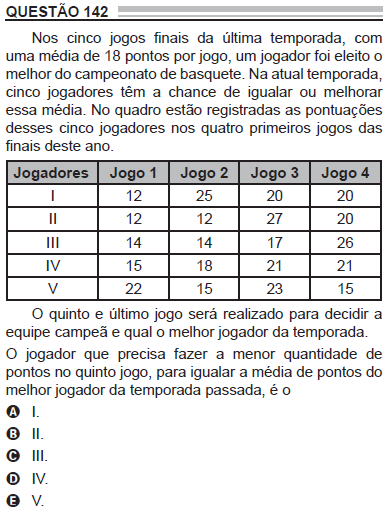 QUESTÃO 142
Nos cinco jogos finais da última temporada, com
uma média de 18 pontos por jogo, um jogador foi eleito o
melhor do campeonato de basquete. Na atual temporada,
cinco jogadores têm a chance de igualar ou melhorar
essa média. No quadro estão registradas as pontuações
desses cinco jogadores nos quatro primeiros jogos das
finais deste ano.
Jogadores Jogo 1 Jogo 2 Jogo 3 Jogo 4
I 12 25 20 20
II 12 12 27 20
III 14 14 17 26
IV 15 18 21 21
V 22 15 23 15
O quinto e último jogo será realizado para decidir a
equipe campeã e qual o melhor jogador da temporada.
O jogador que precisa fazer a menor quantidade de
pontos no quinto jogo, para igualar a média de pontos do
melhor jogador da temporada passada, é o
A I.
B II.
C III.
D IV.
E V.